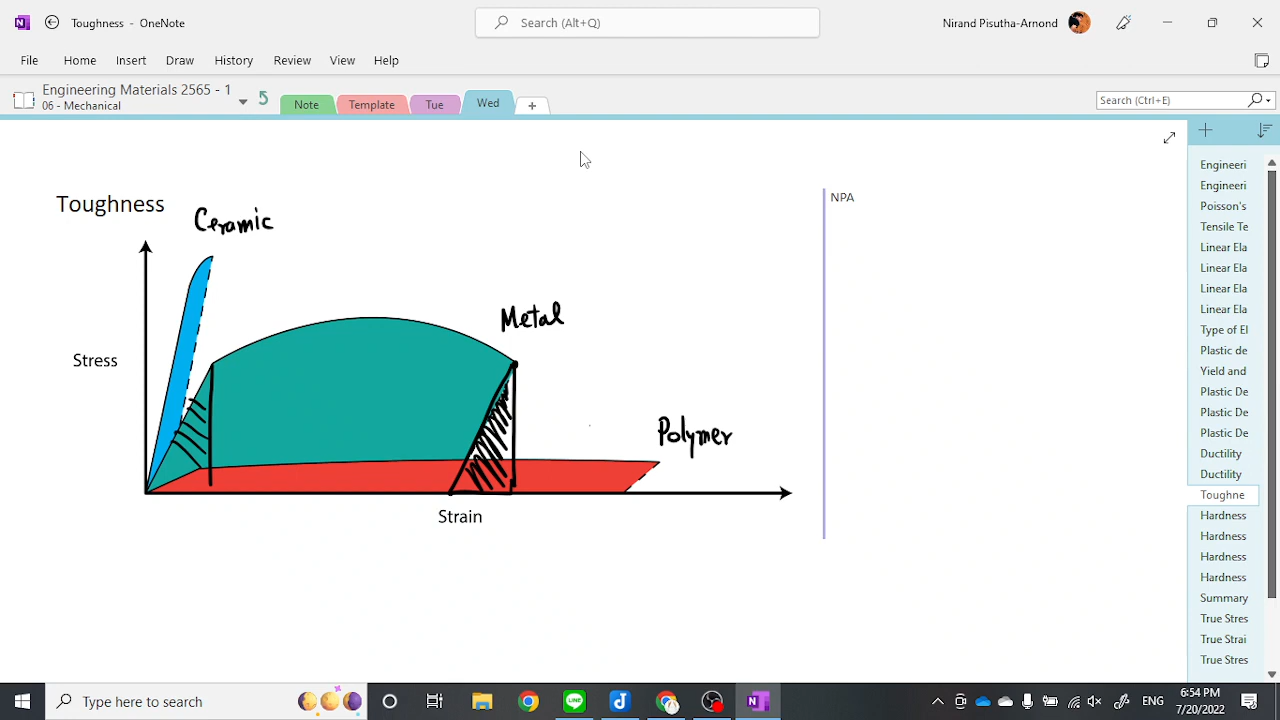 Toughness - OneNote
Search (Alt+Q)
Nirand Pisutha-Arnond
File Home Insert Draw History Review View Help
Engineering Materials 2565 - 1
06 - Mechanical
Note Template Tue Wed
Search (Ctrl+E)
Toughness
NPA
Ceramic
Metal
Stress
Polymer
Strain
Engineeri
Engineeri
Poisson's
Tensile Te
Linear Ela
Linear Ela
Linear Ela
Linear Ela
Type of El
Plastic de
Yield and
Plastic De
Plastic De
Plastic De
Ductility
Ductility
Toughne
Hardness
Hardness
Hardness
Hardness
Summary
True Stres
True Strai
True Stres
Type here to search
ENG
6:54 PM
7/20/2022